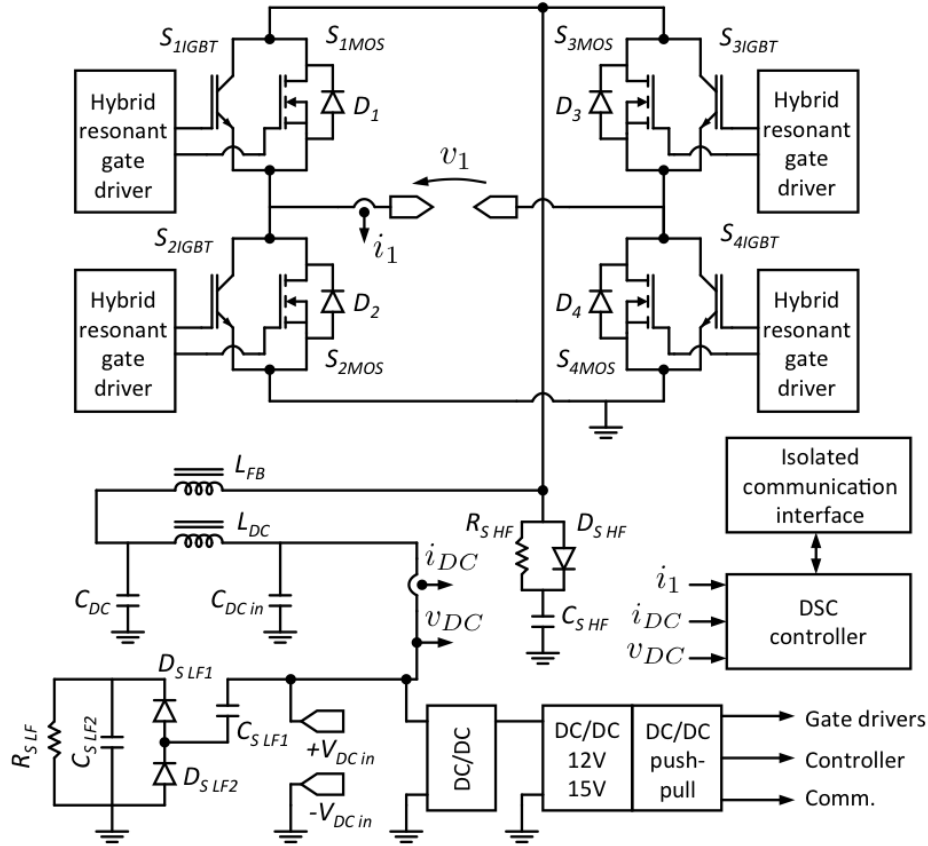 S1IGBT
S1MOS
S3MOS
S3IGBT
Hybrid
resonant
gate
driver
D1
D3
Hybrid
resonant
gate
driver
v1
i1
S2IGBT
S4IGBT
Hybrid
resonant
gate
driver
D2
D4
Hybrid
resonant
gate
driver
S2MOS
S4MOS
LFB
LDC
RS HF
DS HF
Isolated
communication
interface
iDC
CDC
CDC in
vDC
CS HF
i1
iDC
vDC
DSC
controller
DS LF1
RS LF
CS LF2
CS LF1
DS LF2
+VDC in
-VDC in
DC/DC
DC/DC
12V
15V
DC/DC
push-
pull
Gate drivers
Controller
Comm.